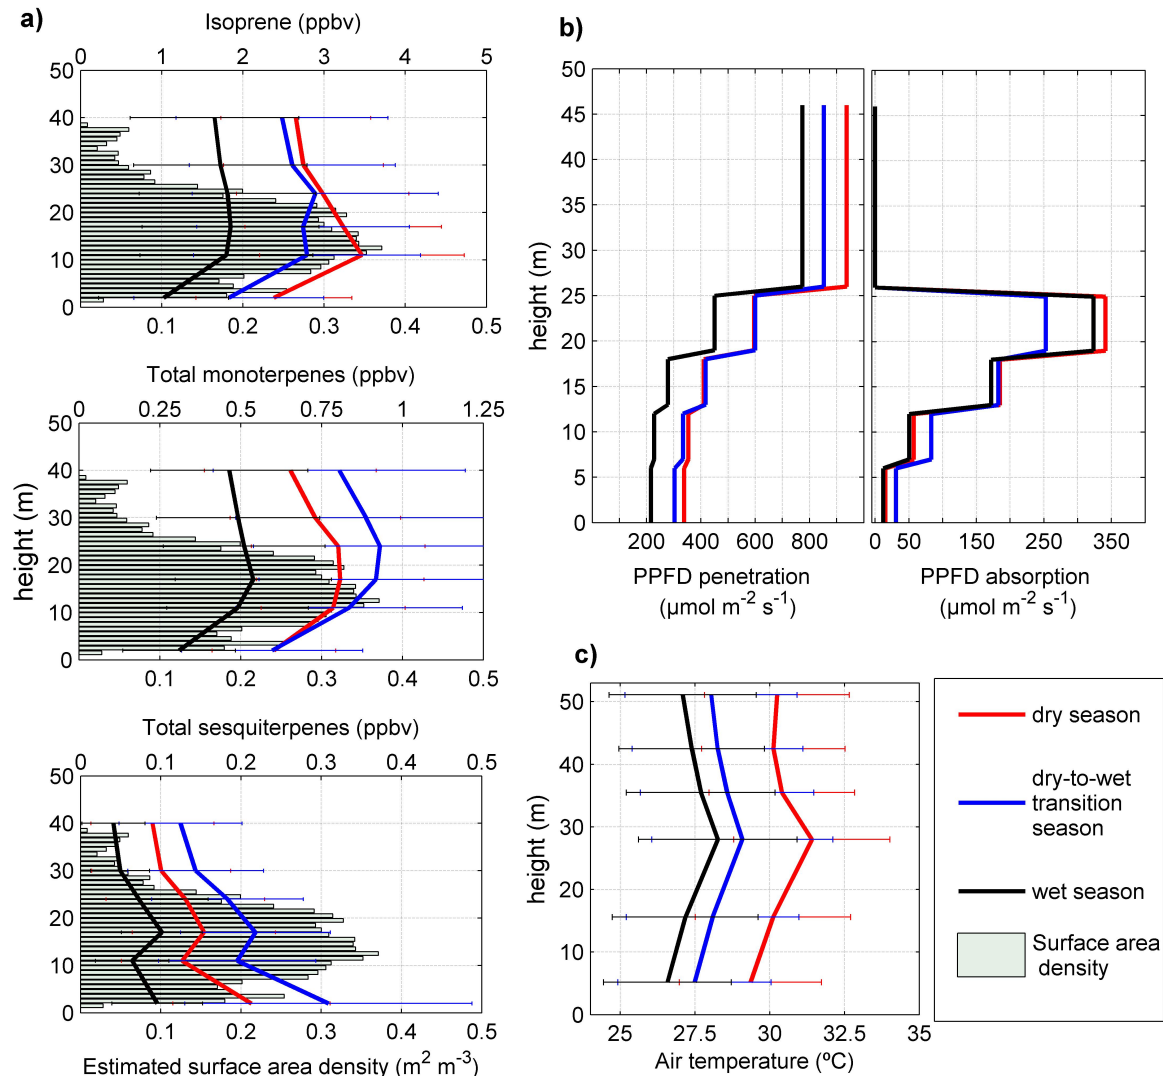 a)
Isoprene (ppbv)
0 1 2 3 4 5
50
40
30
20
10
0
0.1 0.2 0.3 0.4 0.5
Total monoterpenes (ppbv)
0 0.25 0.5 0.75 1 1.25
50
40
30
20
10
0
height (m)
0.1 0.2 0.3 0.4 0.5
Total sesquiterpenes (ppbv)
0 0.1 0.2 0.3 0.4 0.5
50
40
30
20
10
0
0.1 0.2 0.3 0.4 0.5
Estimated surface area density (m² m⁻³)
b)
50
45
40
35
30
25
20
15
10
5
0
height (m)
200 400 600 800
PPFD penetration
(µmol m⁻² s⁻¹)
0 50 150 250 350
PPFD absorption
(µmol m⁻² s⁻¹)
c)
50
40
30
20
10
0
height (m)
25 27.5 30 32.5 35
Air temperature (ºC)
dry season
dry-to-wet
transition
season
wet season
Surface area
density